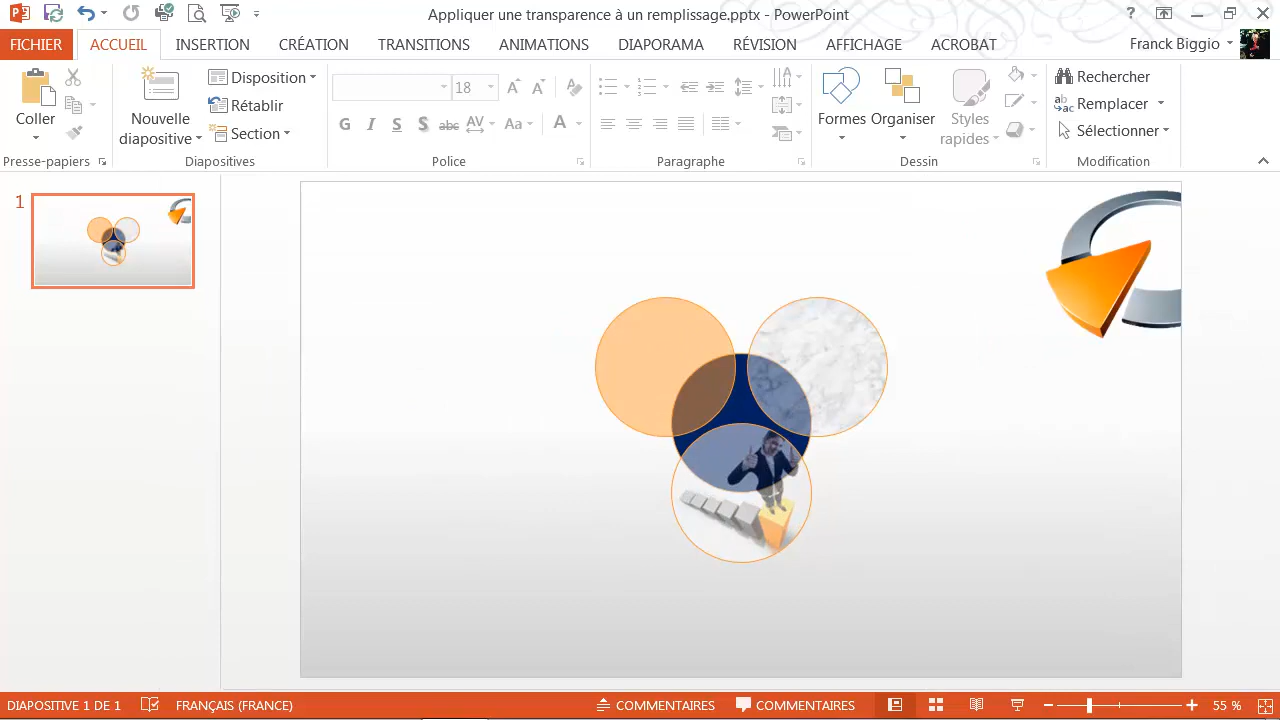 Appliquer une transparence à un remplissage.pptx - PowerPoint
?
FICHIER ACCUEIL INSERTION CRÉATION TRANSITIONS ANIMATIONS DIAPORAMA RÉVISION AFFICHAGE ACROBAT Franck Biggio
Coller
Presse-papiers
Nouvelle
diapositive
Disposition
Rétablir
Section
Diapositives
18
G I S S abc AV Aa A
Police
Paragraphe
Formes
Organiser
Styles
rapides
Dessin
Rechercher
Remplacer
Sélectionner
Modification
1
DIAPOSITIVE 1 DE 1 FRANÇAIS (FRANCE) COMMENTAIRES COMMENTAIRES 55 %